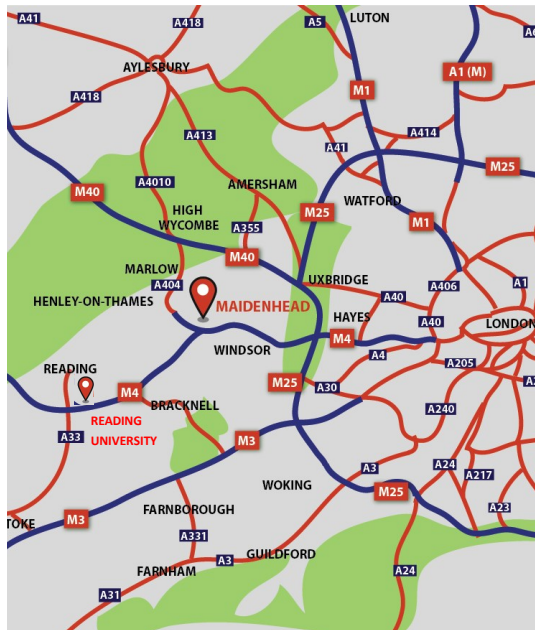 A41
A418
A5
LUTON
AYLESBURY
A418
M1
A1 (M)
A413
A414
A41
M40
A4010
AMERSHAM
M25
HIGH
WYCOMBE
M25
WATFORD
A355
M1
M40
MARLOW
A404
UXBRIDGE
A406
A1
HENLEY-ON-THAMES
MAIDENHEAD
A40
HAYES
A40
LONDON
M4
WINDSOR
A4
A205
READING
M4
M25
A30
BRACKNELL
A240
READING
UNIVERSITY
A33
M3
A3
A24
A217
WOKING
M25
FARNBOROUGH
A23
TOKE
M3
A331
GUILDFORD
A3
FARNHAM
A24
A31